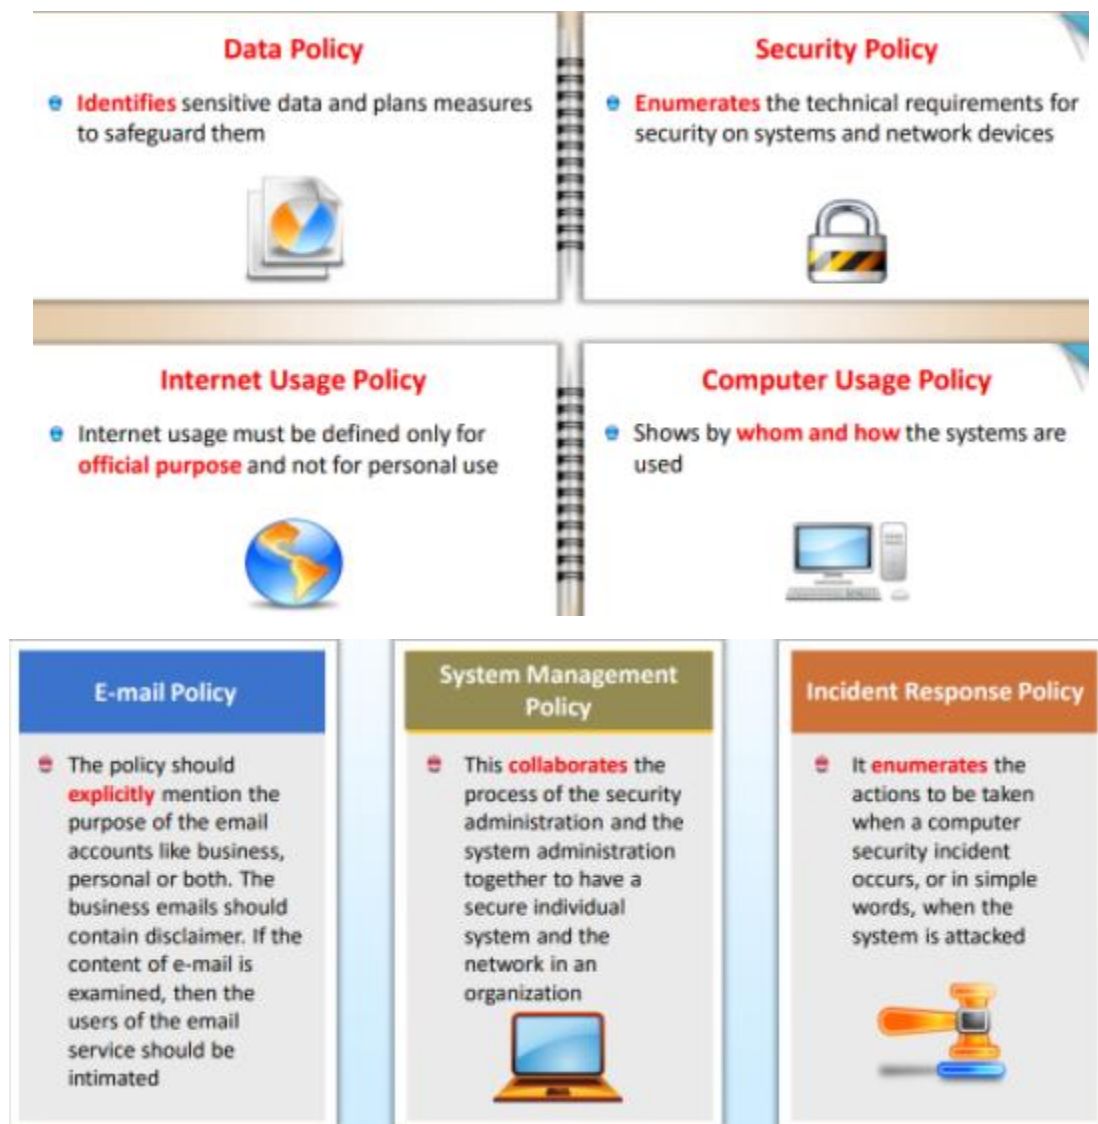 Data Policy
Identifies sensitive data and plans measures
to safeguard them
Security Policy
Enumerates the technical requirements for
security on systems and network devices
Internet Usage Policy
Internet usage must be defined only for
official purpose and not for personal use
Computer Usage Policy
Shows by whom and how the systems are
used
E-mail Policy
The policy should
explicitly mention the
purpose of the email
accounts like business,
personal or both. The
business emails should
contain disclaimer. If the
content of e-mail is
examined, then the
users of the email
service should be
intimated
System Management
Policy
This collaborates the
process of the security
administration and the
system administration
together to have a
secure individual
system and the
network in an
organization
Incident Response Policy
It enumerates the
actions to be taken
when a computer
security incident
occurs, or in simple
words, when the
system is attacked